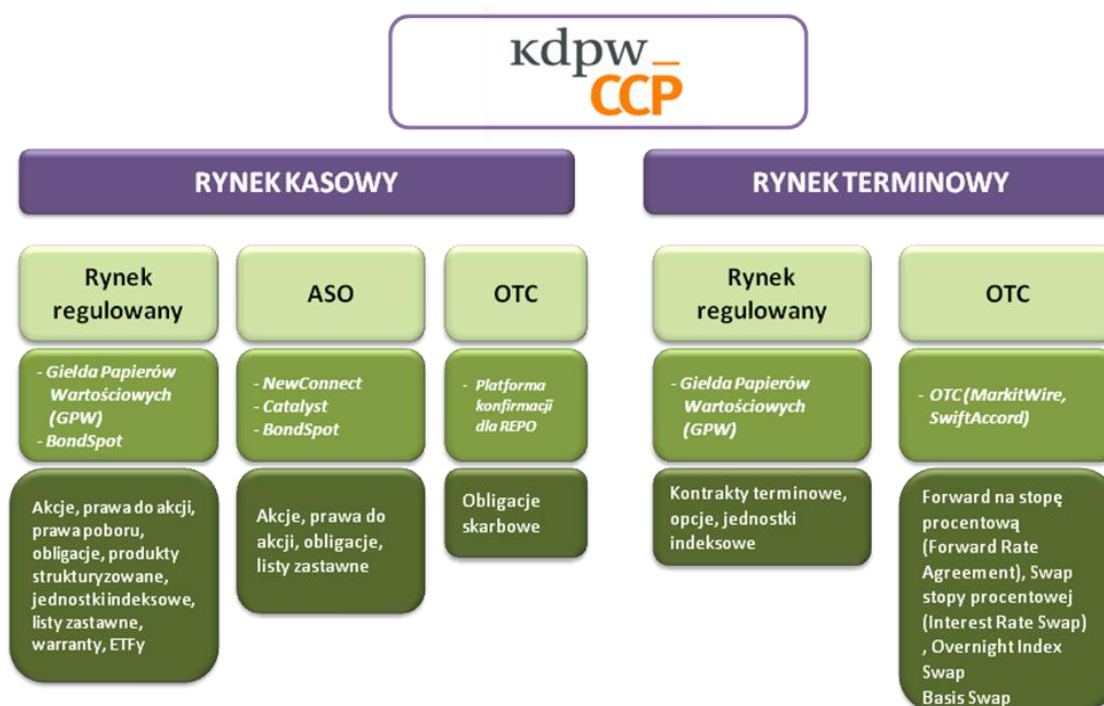 kdpw_
CCP
RYNEK KASOWY
Rynek
regulowany
- Giełda Papierów
Wartościowych
(GPW)
- BondSpot
Akcje, prawa do akcji,
prawa poboru,
obligacje, produkty
strukturyzowane,
jednostki indeksowe,
listy zastawne,
warranty, ETFy
ASO
- NewConnect
- Catalyst
- BondSpot
Akcje, prawa do
akcji, obligacje,
listy zastawne
OTC
- Platforma
konfirmacji
dla REPO
Obligacje
skarbowe
RYNEK TERMINOWY
Rynek
regulowany
- Giełda Papierów
Wartościowych
(GPW)
Kontrakty terminowe,
opcje, jednostki
indeksowe
OTC
- OTC (MarkitWire,
SwiftAccord)
Forward na stopę
procentową
(Forward Rate
Agreement), Swap
stopy procentowej
(Interest Rate Swap)
, Overnight Index
Swap
Basis Swap